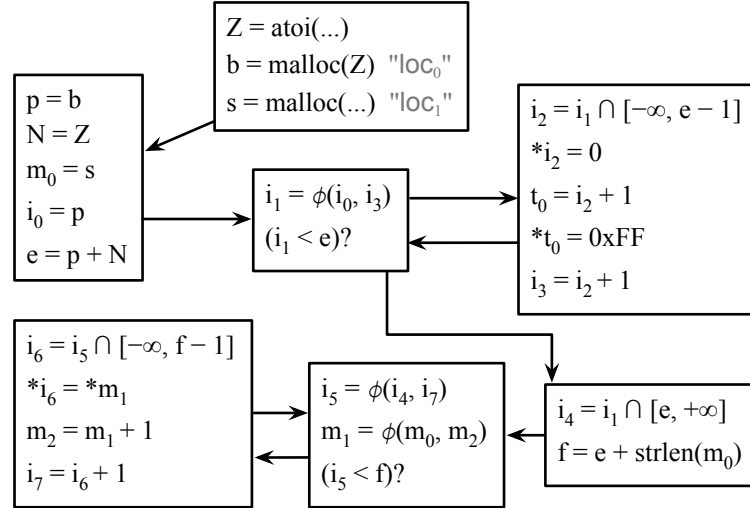 Z = atoi(...)
b = malloc(Z) "loc₀"
s = malloc(...) "loc₁"
p = b
N = Z
m₀ = s
i₀ = p
e = p + N
i₁ = ϕ(i₀, i₃)
(i₁ < e)?
i₂ = i₁ ∩ [−∞, e − 1]
*i₂ = 0
t₀ = i₂ + 1
*t₀ = 0xFF
i₃ = i₂ + 1
i₄ = i₁ ∩ [e, +∞]
f = e + strlen(m₀)
i₅ = ϕ(i₄, i₇)
m₁ = ϕ(m₀, m₂)
(i₅ < f)?
i₆ = i₅ ∩ [−∞, f − 1]
*i₆ = *m₁
m₂ = m₁ + 1
i₇ = i₆ + 1